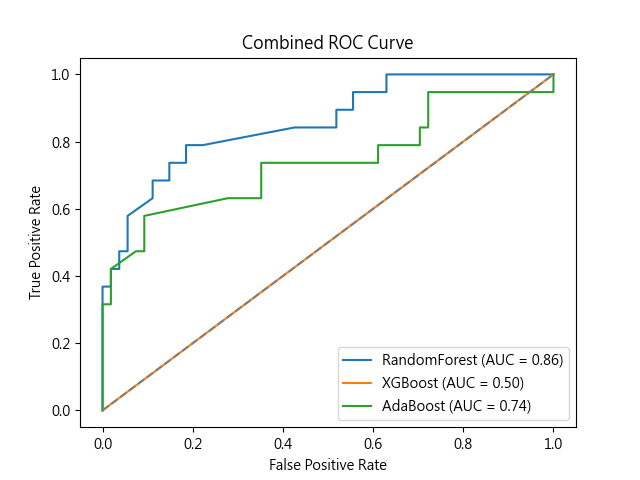 Combined ROC Curve
True Positive Rate
1.0
0.8
0.6
0.4
0.2
0.0
0.0 0.2 0.4 0.6 0.8 1.0
False Positive Rate
RandomForest (AUC = 0.86)
XGBoost (AUC = 0.50)
AdaBoost (AUC = 0.74)